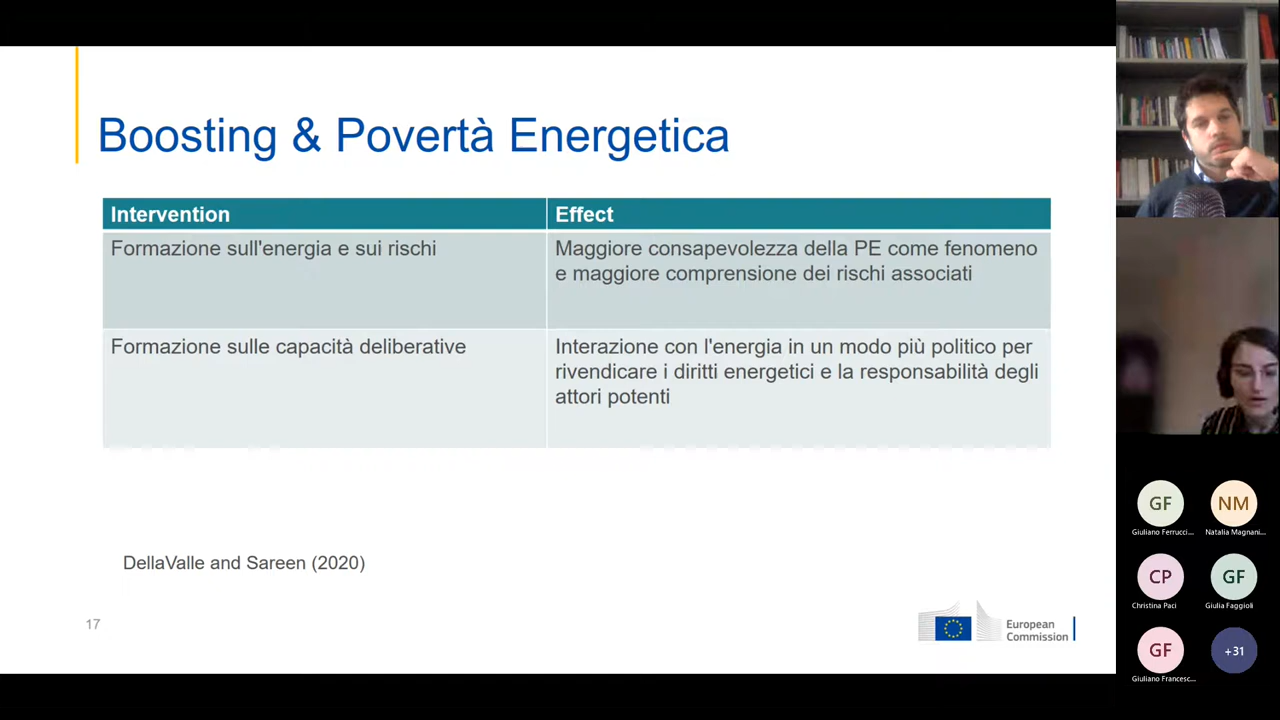 Boosting & Povertà Energetica
Intervention
Effect
Formazione sull'energia e sui rischi
Maggiore consapevolezza della PE come fenomeno
e maggiore comprensione dei rischi associati
Formazione sulle capacità deliberative
Interazione con l'energia in un modo più politico per
rivendicare i diritti energetici e la responsabilità degli
attori potenti
DellaValle and Sareen (2020)
17
European
Commission
GF
Giuliano Ferrucci...
NM
Natalia Magnani...
CP
Christina Paci
GF
Giulia Faggioli
GF
Giuliano Francesc...
+31